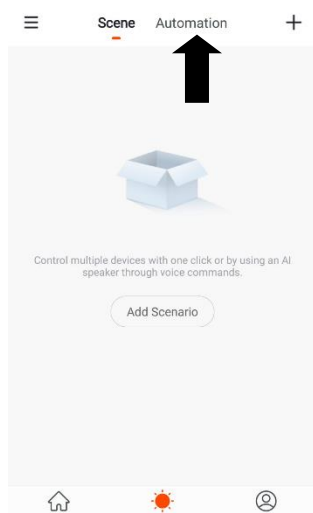 Scene Automation
Control multiple devices with one click or by using an AI
speaker through voice commands.
Add Scenario